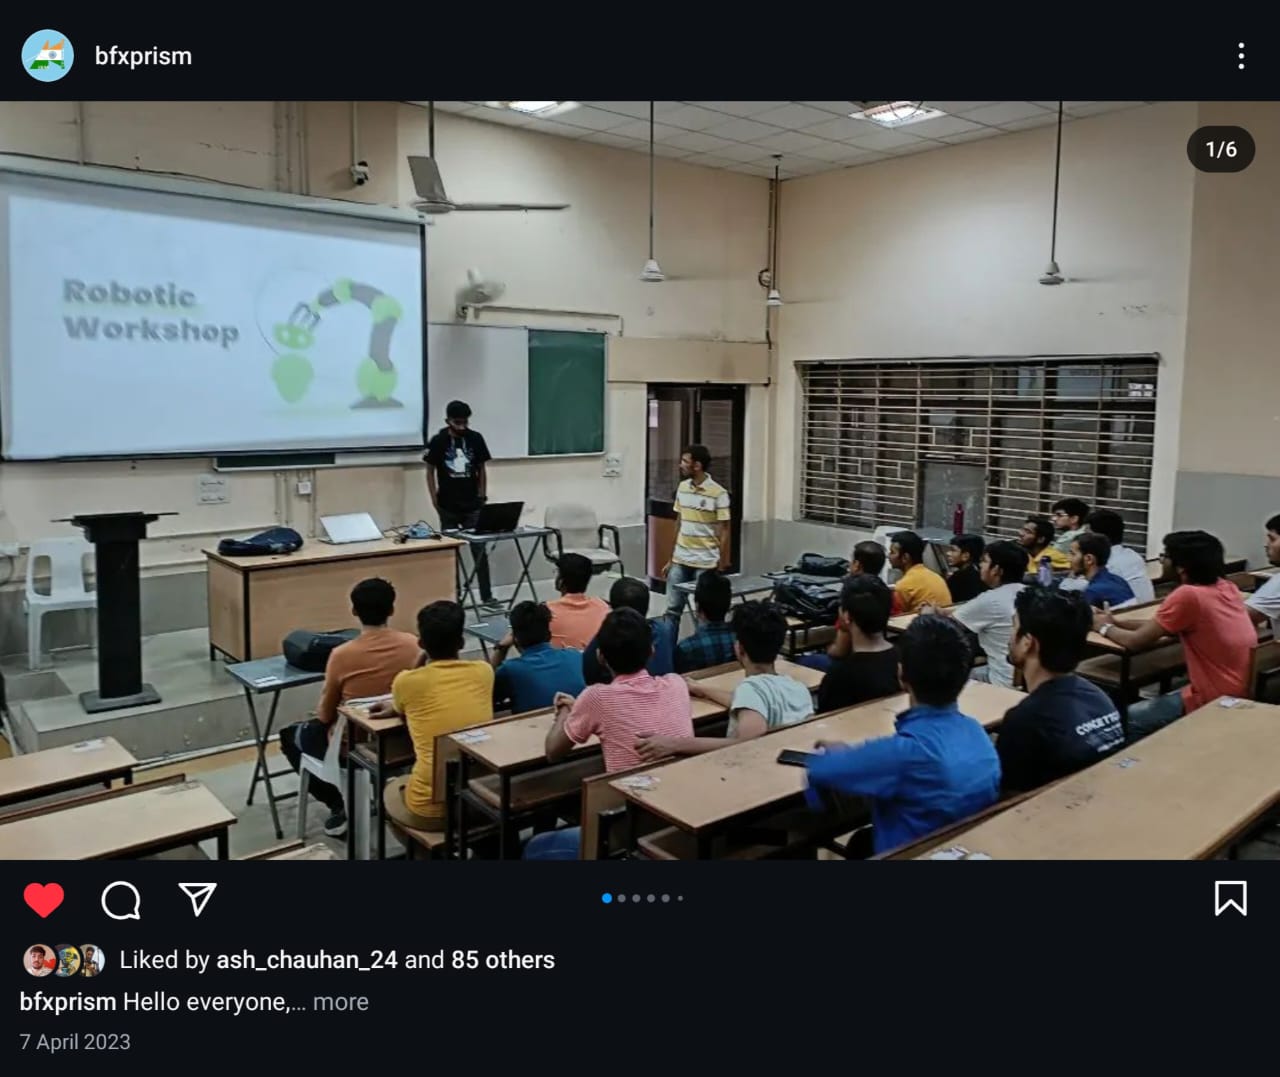 bfxprism
1/6
Robotic
Workshop
Liked by ash_chauhan_24 and 85 others
bfxprism Hello everyone,... more
7 April 2023